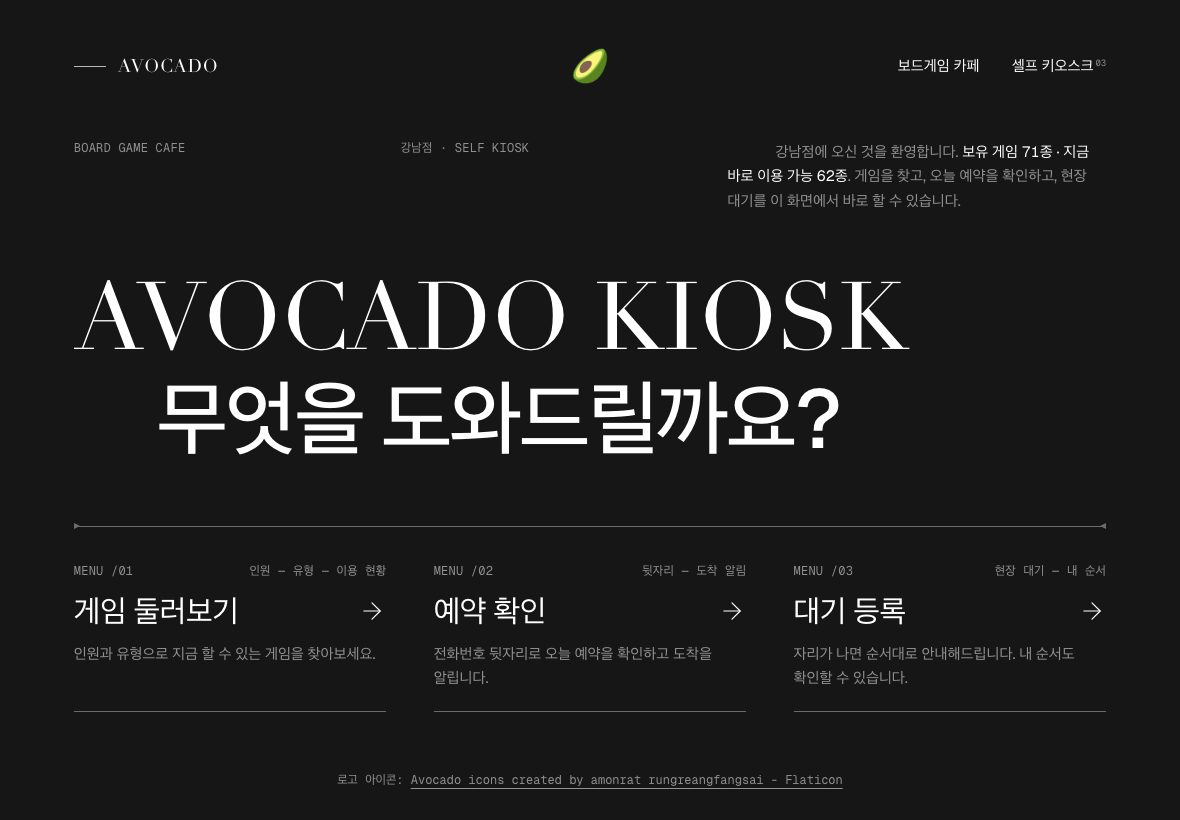 AVOCADO
보드게임 카페
셀프 키오스크 03
BOARD GAME CAFE
강남점 · SELF KIOSK
강남점에 오신 것을 환영합니다. 보유 게임 71종 · 지금
바로 이용 가능 62종. 게임을 찾고, 오늘 예약을 확인하고, 현장
대기를 이 화면에서 바로 할 수 있습니다.
AVOCADO KIOSK
무엇을 도와드릴까요?
MENU /01
인원 — 유형 — 이용 현황
게임 둘러보기
인원과 유형으로 지금 할 수 있는 게임을 찾아보세요.
MENU /02
뒷자리 — 도착 알림
예약 확인
전화번호 뒷자리로 오늘 예약을 확인하고 도착을
알립니다.
MENU /03
현장 대기 — 내 순서
대기 등록
자리가 나면 순서대로 안내해드립니다. 내 순서도
확인할 수 있습니다.
로고 아이콘: Avocado icons created by amonrat rungreangfangsai - Flaticon